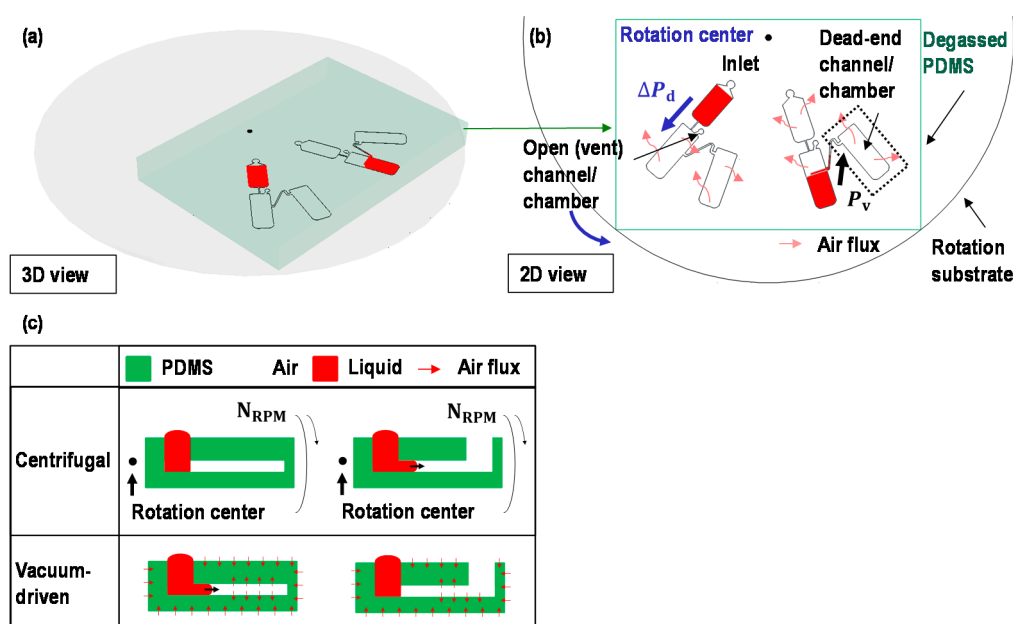 (a)
3D view
(b)
Rotation center
Inlet
Dead-end
channel/
chamber
Degassed
PDMS
ΔPd
Open (vent)
channel/
chamber
Pv
Air flux
Rotation
substrate
2D view
(c)
PDMS Air Liquid Air flux
Centrifugal
NRPM
Rotation center
NRPM
Rotation center
Vacuum-
driven